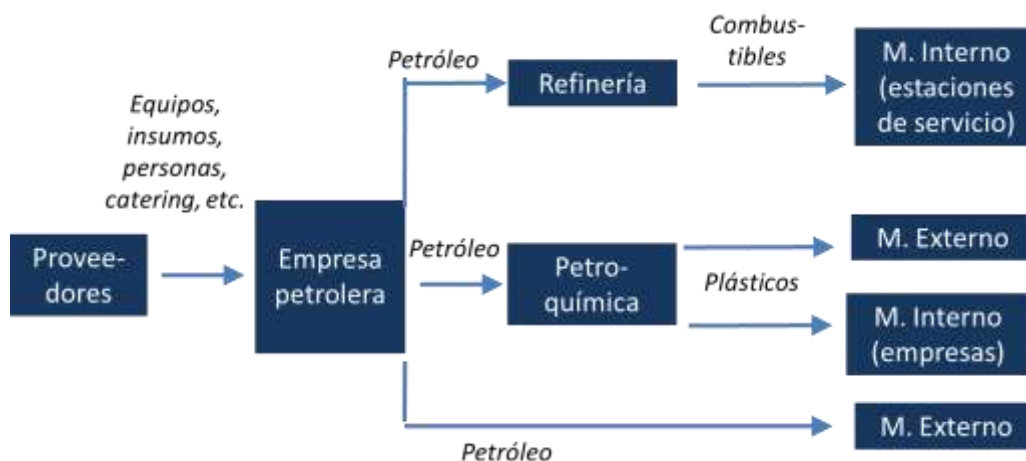 Equipos,
insumos,
personas,
catering, etc.
Provee-
dores
Empresa
petrolera
Petróleo
Refinería
Combus-
tibles
M. Interno
(estaciones
de servicio)
Petróleo
Petro-
química
Plásticos
M. Externo
M. Interno
(empresas)
Petróleo
M. Externo